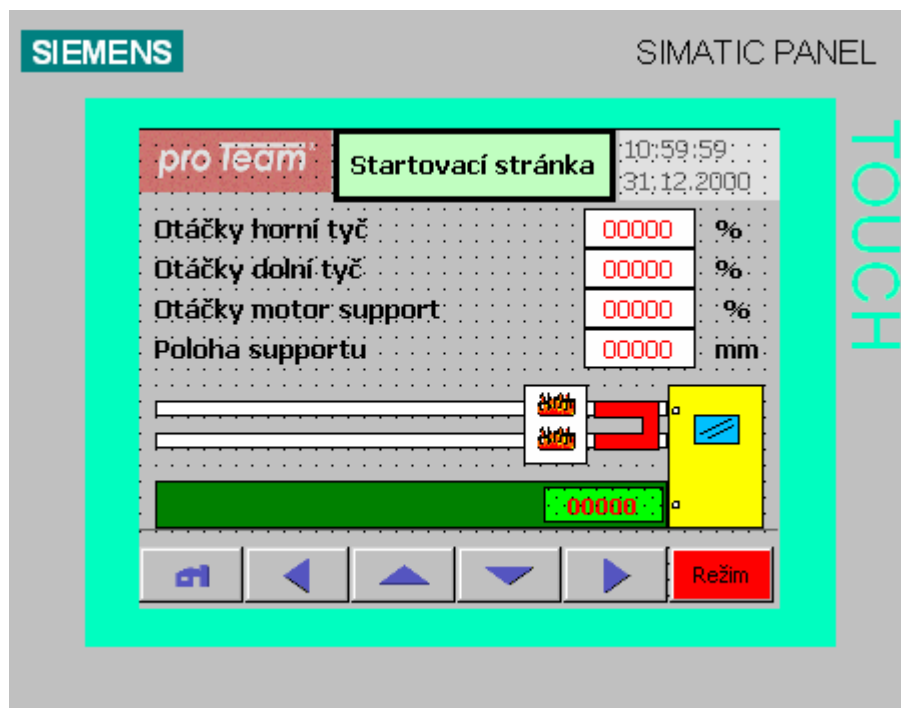 SIEMENS
SIMATIC PANEL
TOUCH
pro Team
Startovací stránka
10:59:59
31.12.2000
Otáčky horní tyč 00000 %
Otáčky dolní tyč 00000 %
Otáčky motor support 00000 %
Poloha supportu 00000 mm
00000
Režim